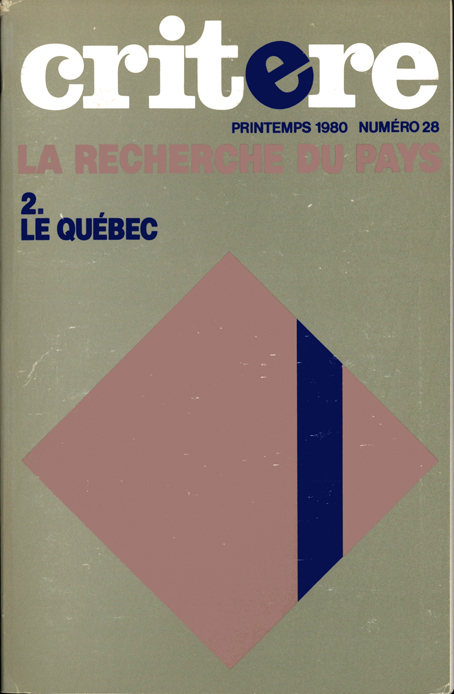 critere
PRINTEMPS 1980 NUMÉRO 28
LA RECHERCHE DU PAYS
2.
LE QUÉBEC